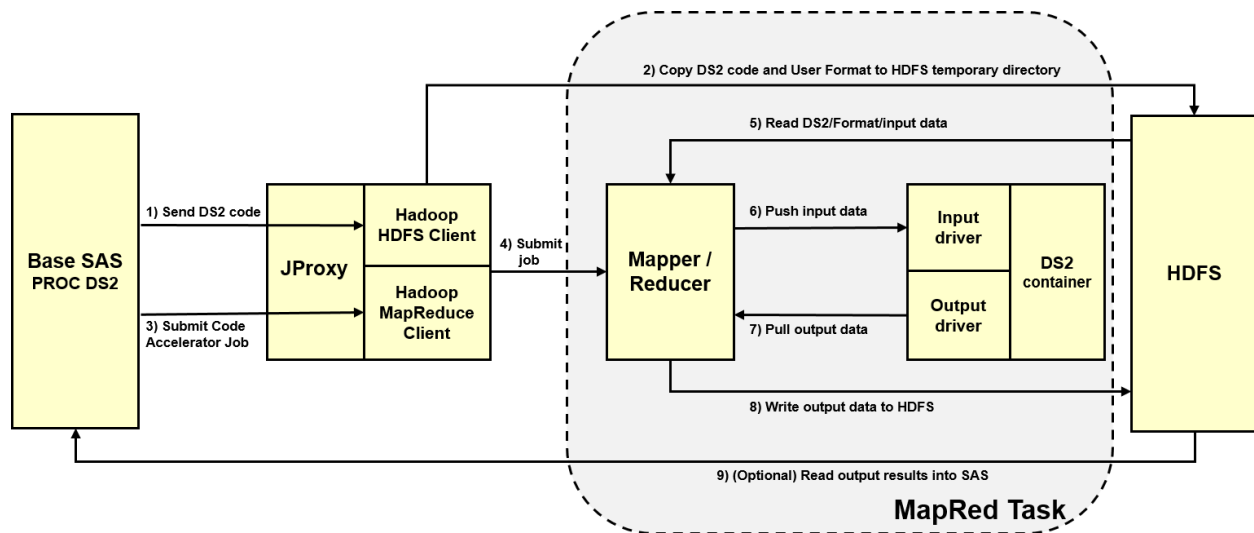 2) Copy DS2 code and User Format to HDFS temporary directory
5) Read DS2/Format/input data
1) Send DS2 code
Hadoop
HDFS Client
6) Push input data
Input
driver
4) Submit
job
Base SAS
PROC DS2
JProxy
Mapper /
Reducer
DS2
container
HDFS
Hadoop
MapReduce
Client
Output
driver
3) Submit Code
Accelerator Job
7) Pull output data
8) Write output data to HDFS
9) (Optional) Read output results into SAS
MapRed Task